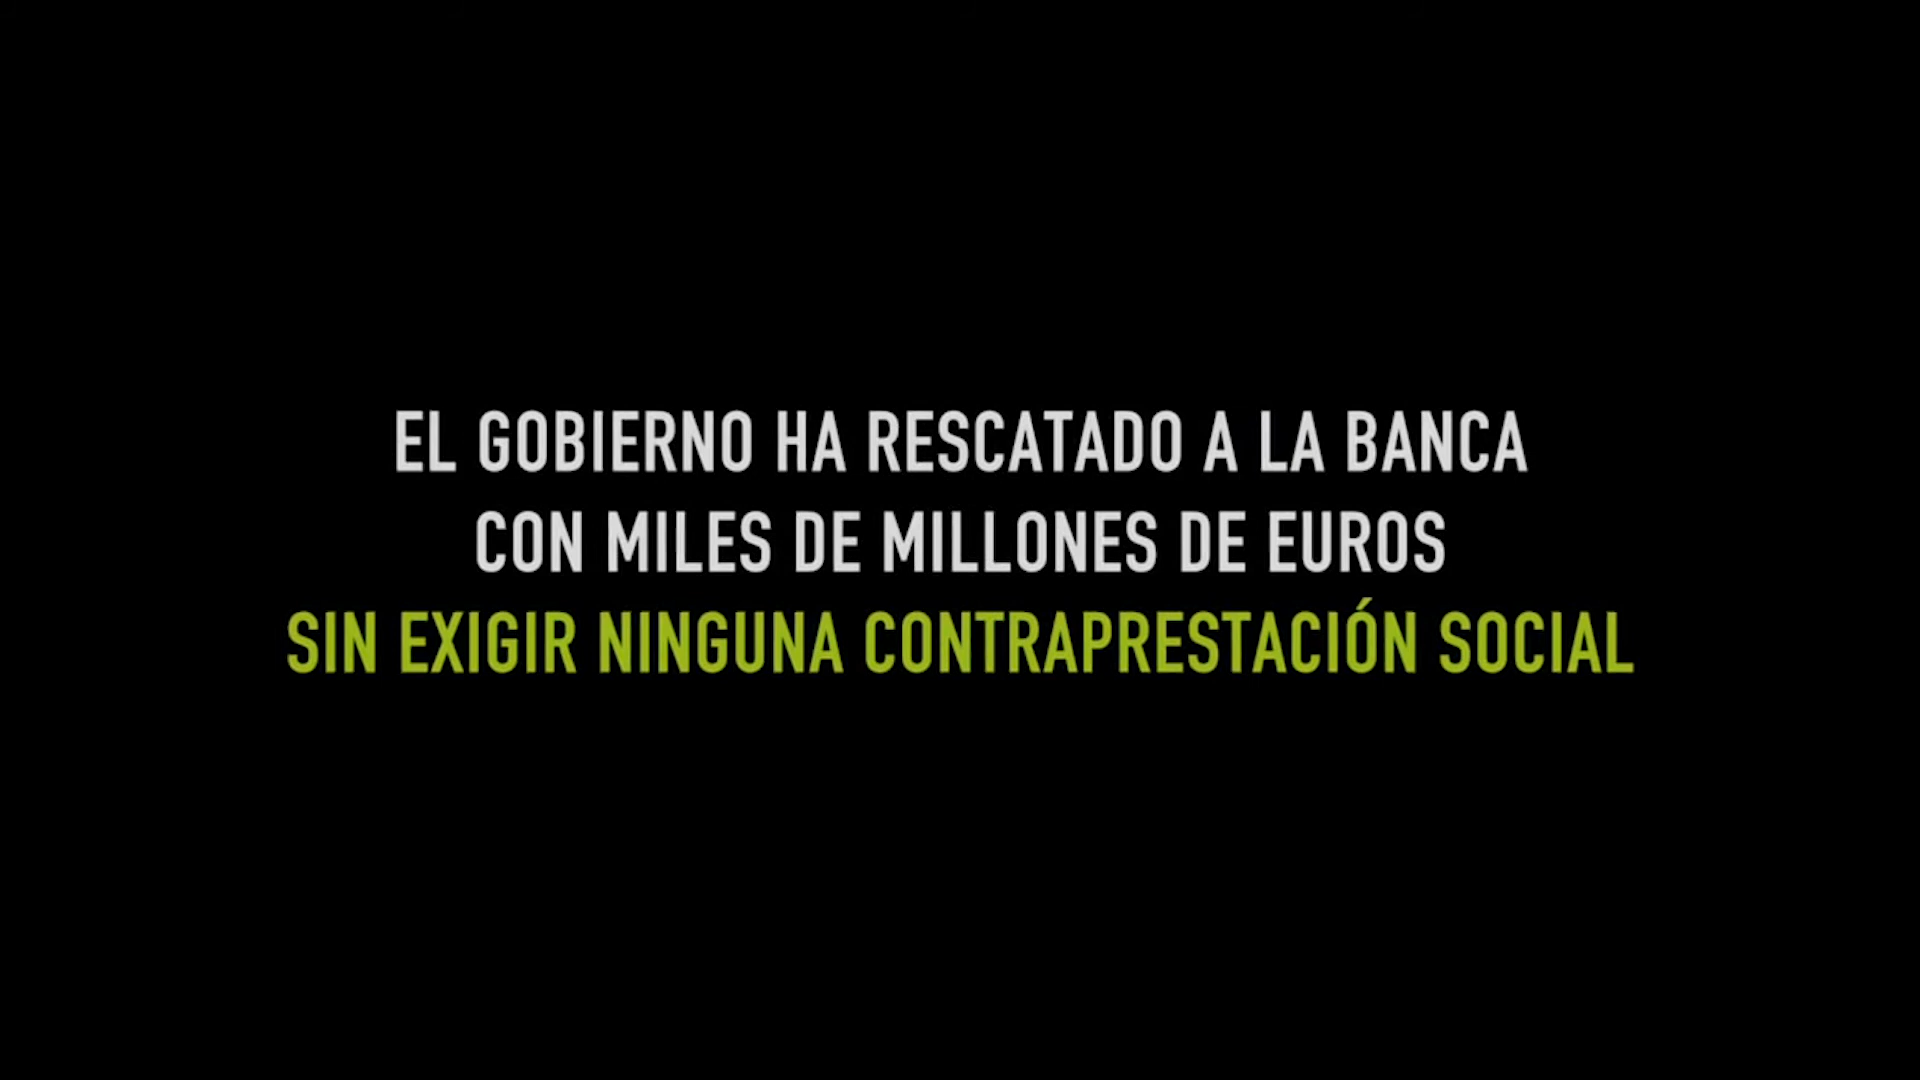 EL GOBIERNO HA RESCATADO A LA BANCA
CON MILES DE MILLONES DE EUROS
SIN EXIGIR NINGUNA CONTRAPRESTACIÓN SOCIAL